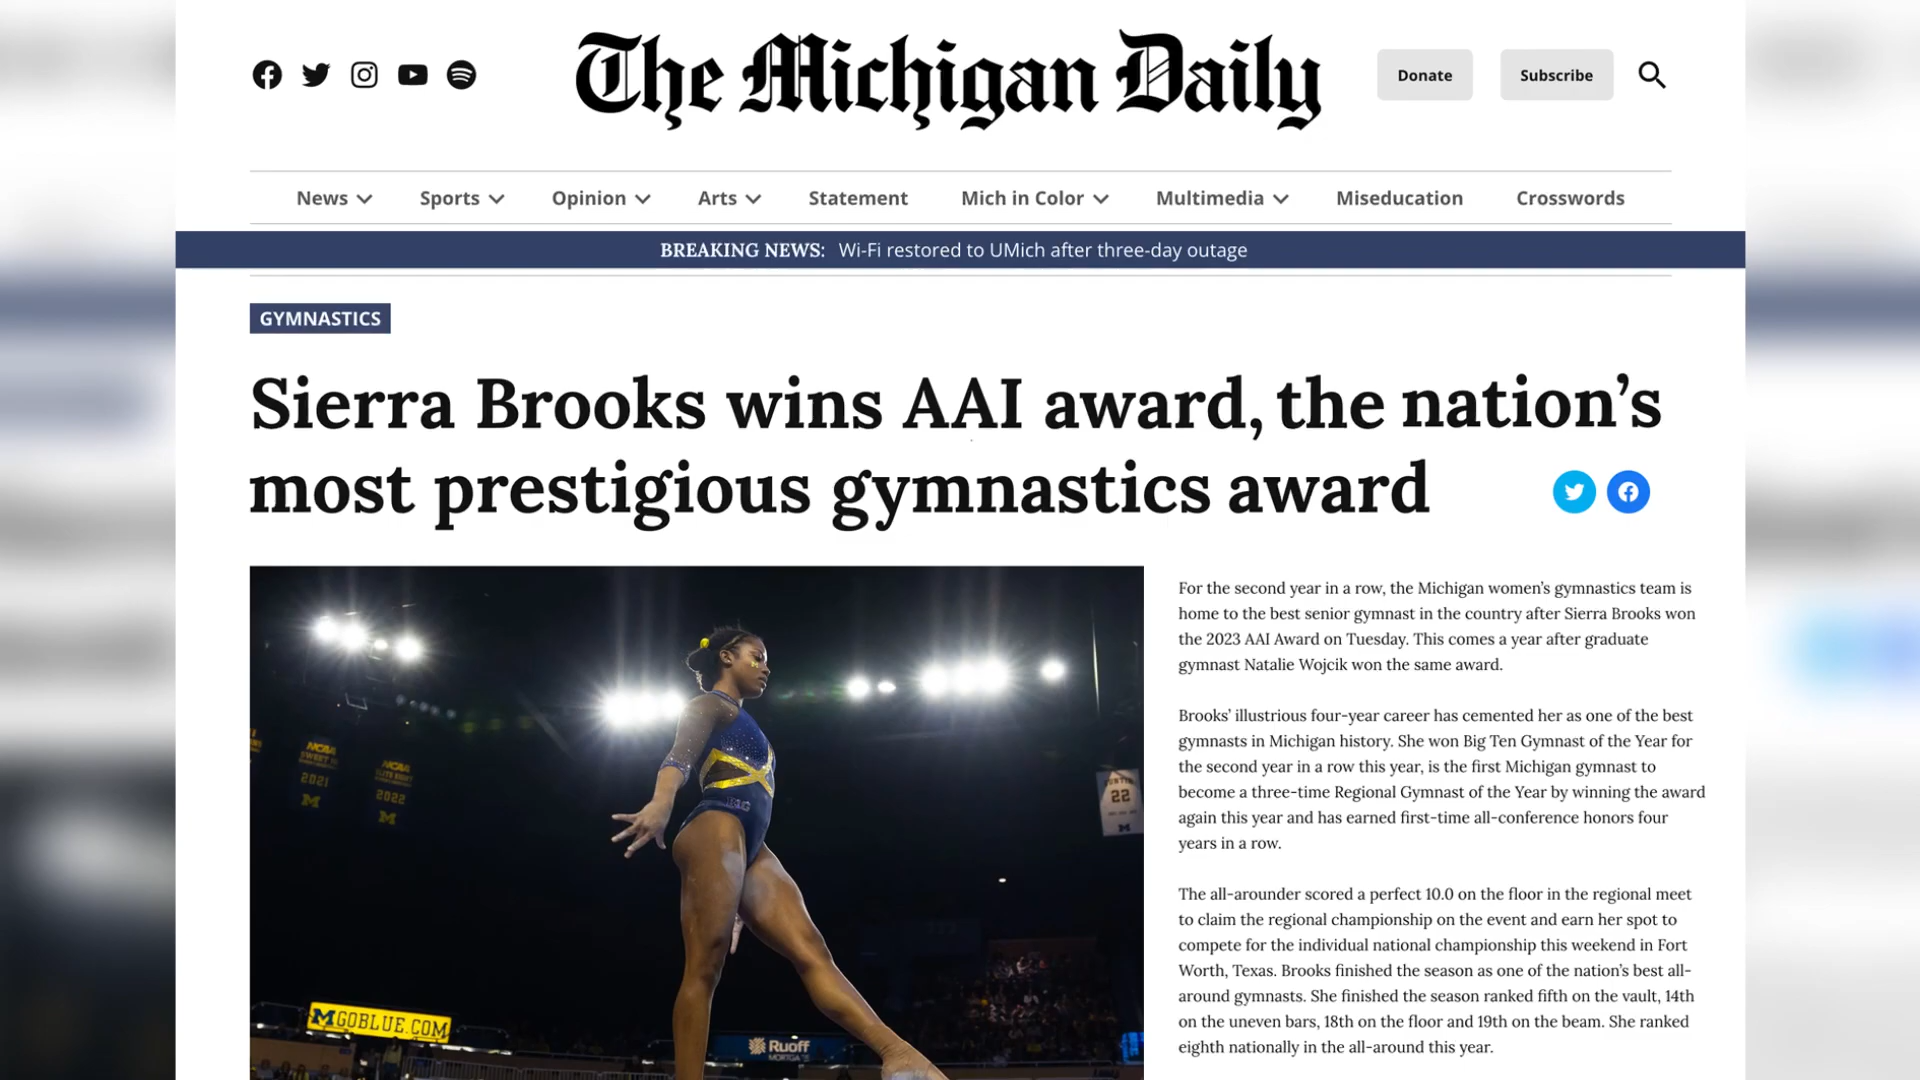 The Michigan Daily
Donate
Subscribe
News
Sports
Opinion
Arts
Statement
Mich in Color
Multimedia
Miseducation
Crosswords
BREAKING NEWS: Wi-Fi restored to UMich after three-day outage
GYMNASTICS
Sierra Brooks wins AAI award, the nation’s
most prestigious gymnastics award
For the second year in a row, the Michigan women’s gymnastics team is
home to the best senior gymnast in the country after Sierra Brooks won
the 2023 AAI Award on Tuesday. This comes a year after graduate
gymnast Natalie Wojcik won the same award.
Brooks’ illustrious four-year career has cemented her as one of the best
gymnasts in Michigan history. She won Big Ten Gymnast of the Year for
the second year in a row this year, is the first Michigan gymnast to
become a three-time Regional Gymnast of the Year by winning the award
again this year and has earned first-time all-conference honors four
years in a row.
The all-arounder scored a perfect 10.0 on the floor in the regional meet
to claim the regional championship on the event and earn her spot to
compete for the individual national championship this weekend in Fort
Worth, Texas. Brooks finished the season as one of the nation’s best all-
around gymnasts. She finished the season ranked fifth on the vault, 14th
on the uneven bars, 18th on the floor and 19th on the beam. She ranked
eighth nationally in the all-around this year.
NCAA
SWEET 16
2021
M
NCAA
ELITE EIGHT
2022
M
22
M
MGOBLUE.COM
Ruoff
MORTGAGE